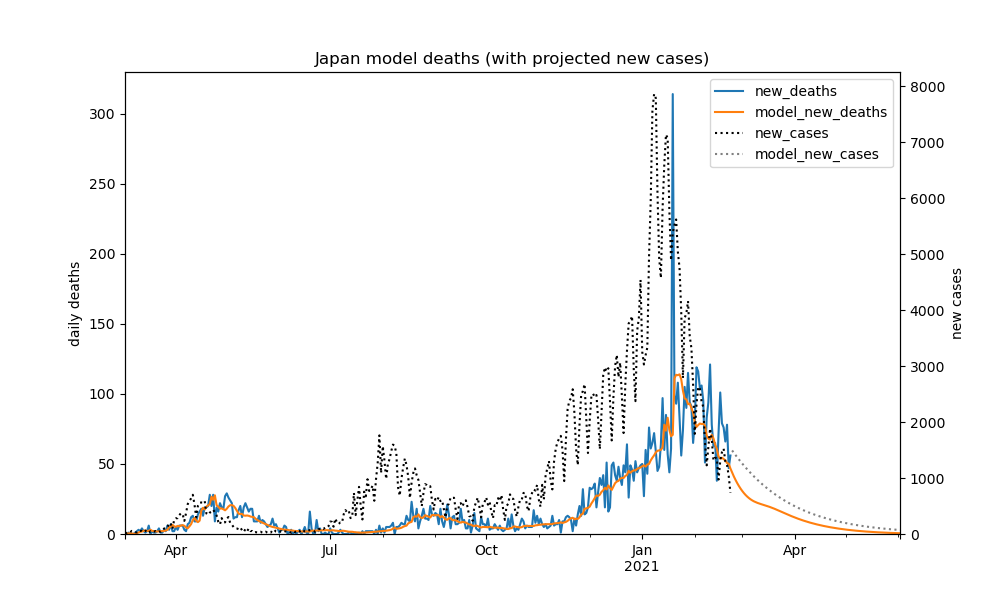 Japan model deaths (with projected new cases)
new_deaths
model_new_deaths
new_cases
model_new_cases
daily deaths
300
250
200
150
100
50
0
8000
7000
6000
5000
4000
3000
2000
1000
0
new cases
Apr
Jul
Oct
Jan
2021
Apr